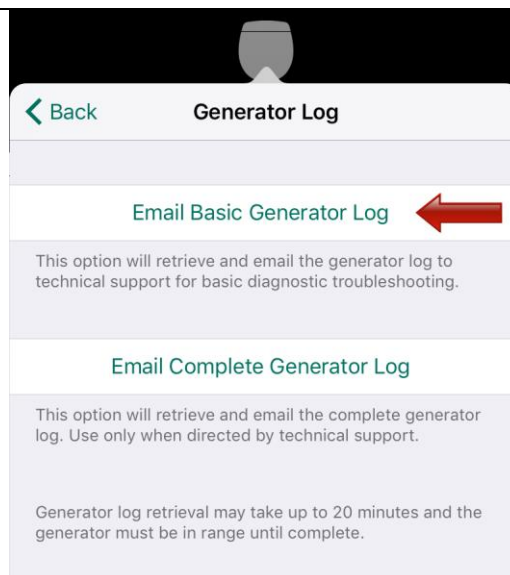 Back
Generator Log
Email Basic Generator Log
This option will retrieve and email the generator log to
technical support for basic diagnostic troubleshooting.
Email Complete Generator Log
This option will retrieve and email the complete generator
log. Use only when directed by technical support.
Generator log retrieval may take up to 20 minutes and the
generator must be in range until complete.